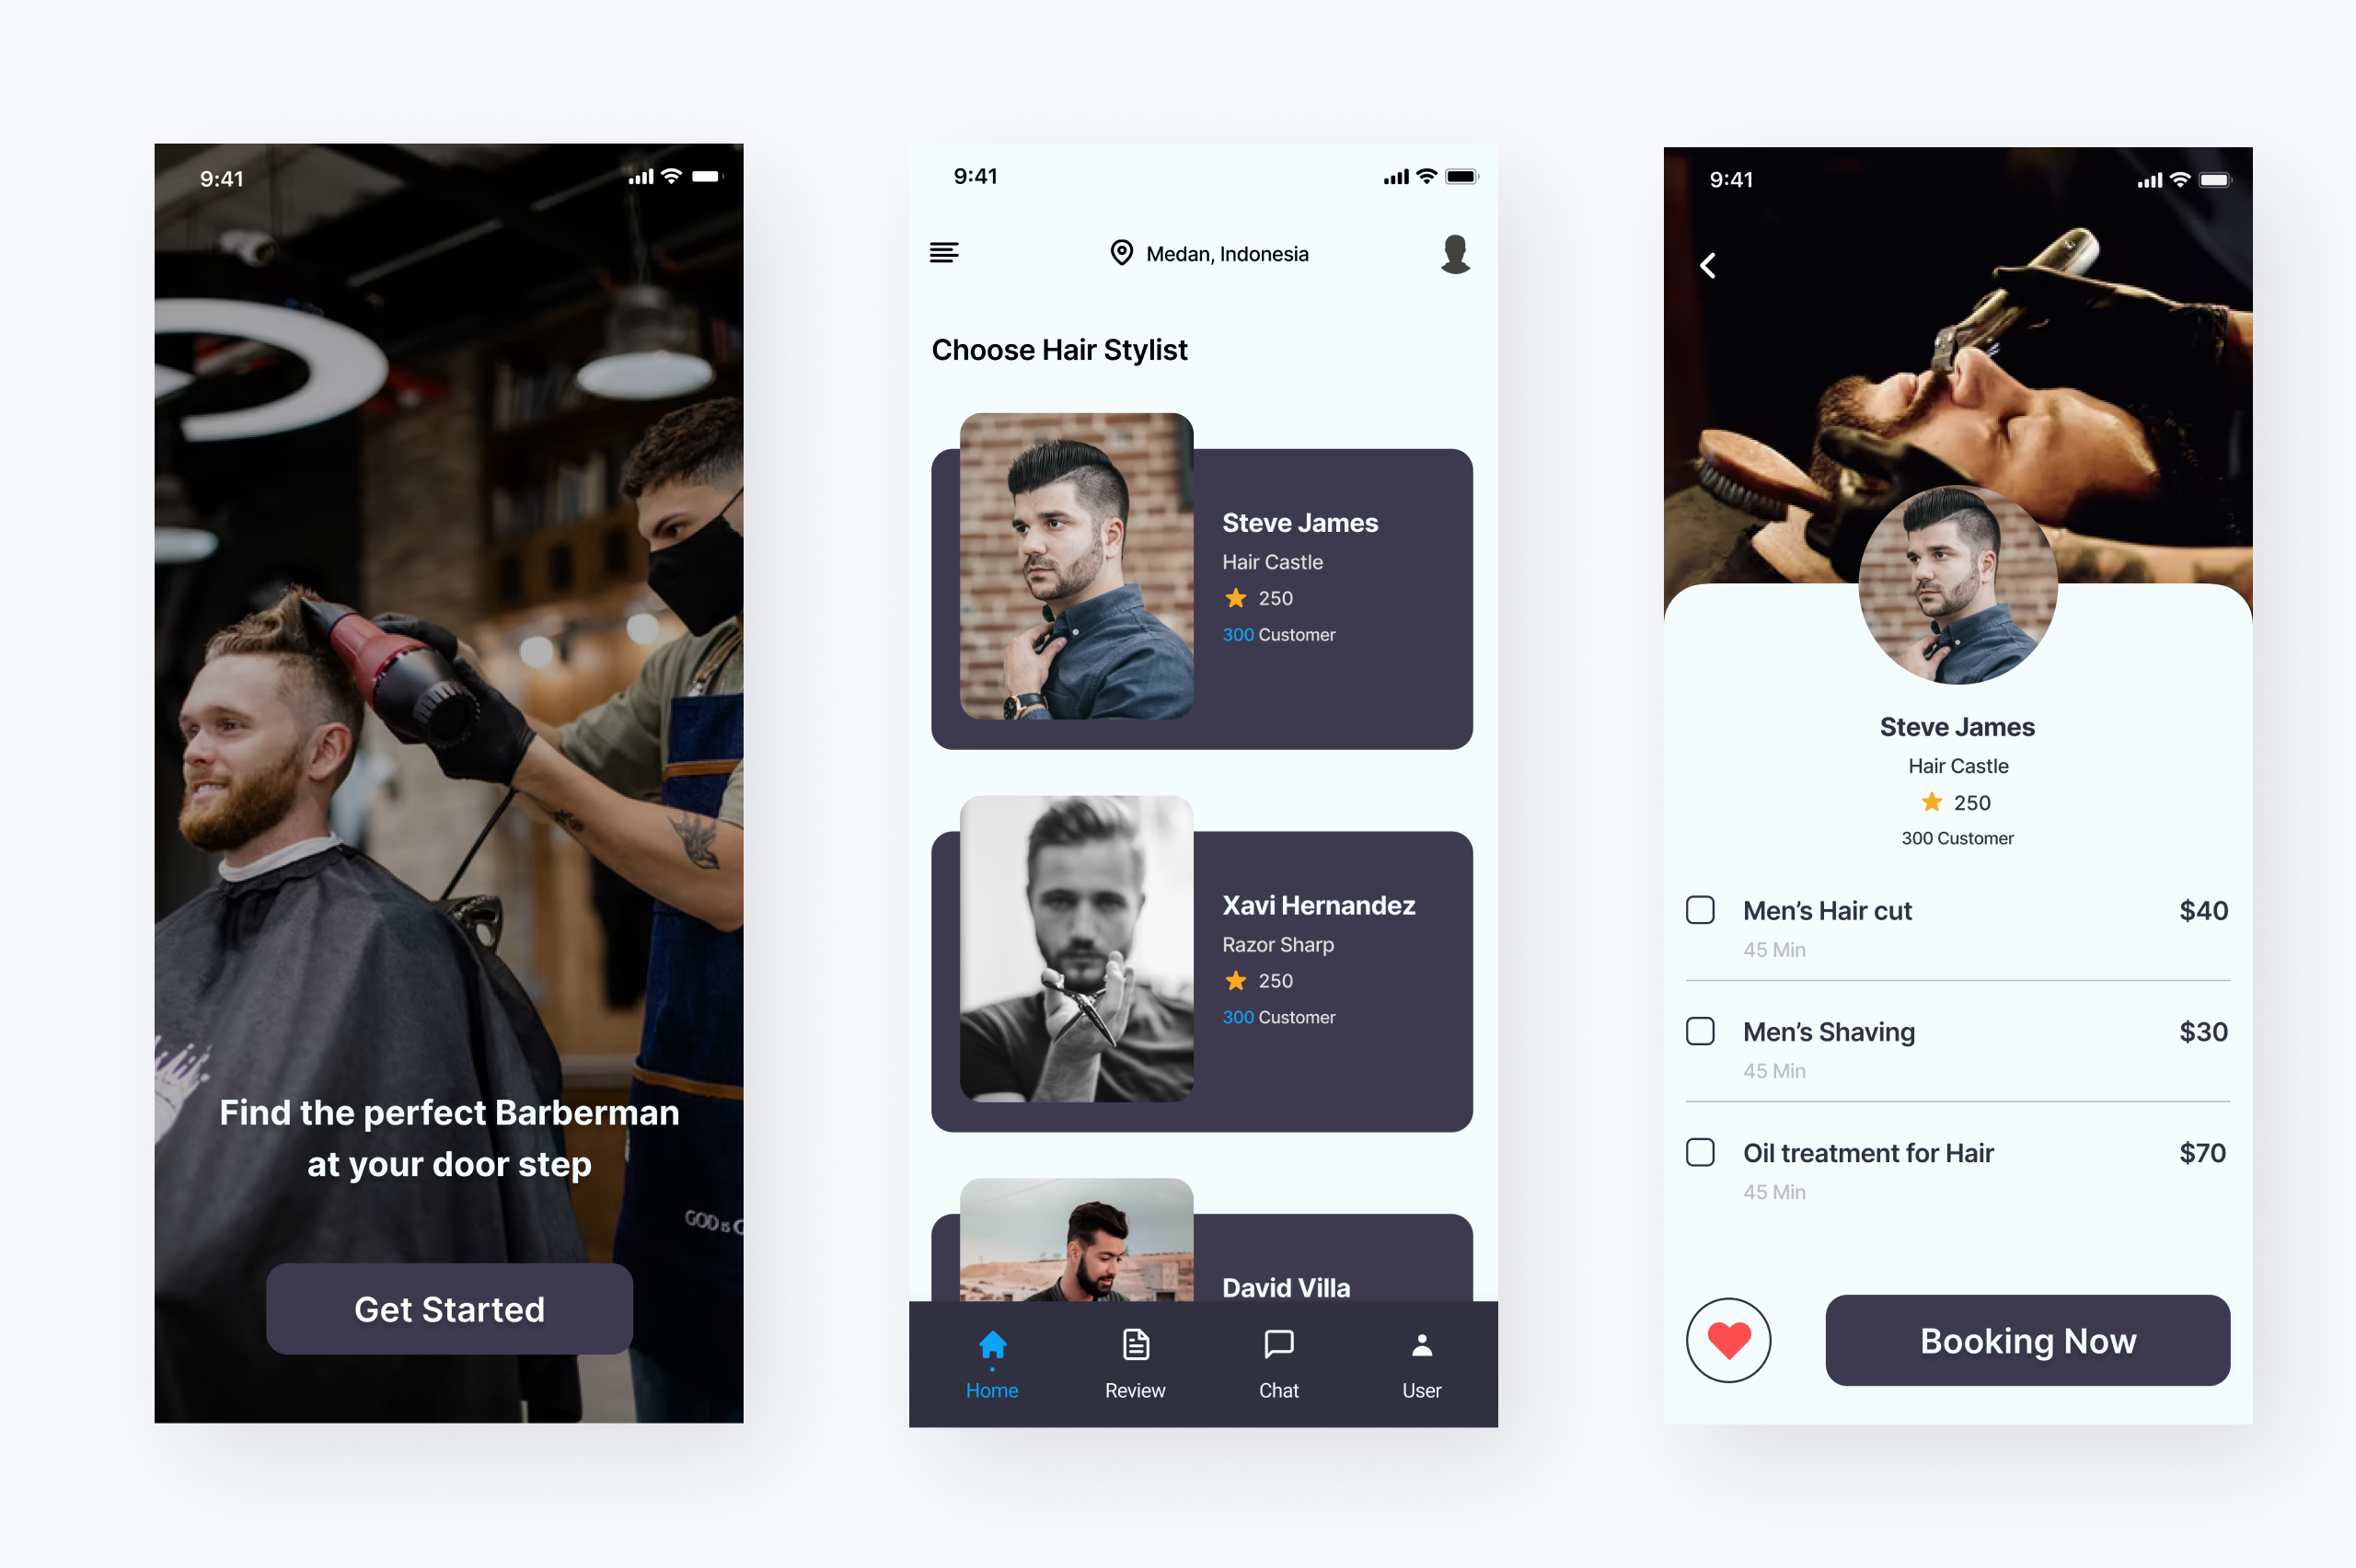 9:41
Find the perfect Barberman
at your door step
Get Started
9:41
Medan, Indonesia
Choose Hair Stylist
Steve James
Hair Castle
250
300 Customer
Xavi Hernandez
Razor Sharp
250
300 Customer
David Villa
Home
Review
Chat
User
9:41
Steve James
Hair Castle
250
300 Customer
Men’s Hair cut $40
45 Min
Men’s Shaving $30
45 Min
Oil treatment for Hair $70
45 Min
Booking Now